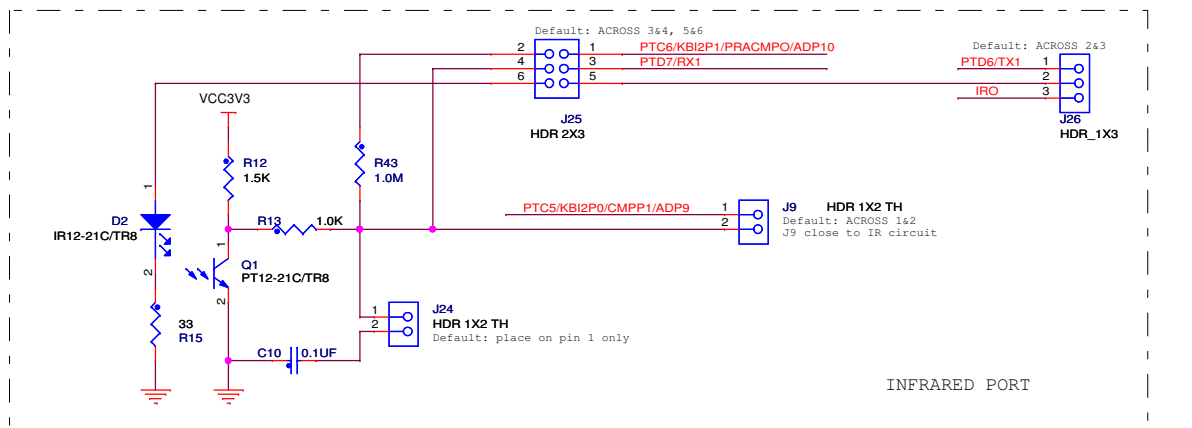 Default: ACROSS 3&4, 5&6
2 1 PTC6/KBI2P1/PRACMPO/ADP10
4 3 PTD7/RX1
6 5
J25
HDR 2X3
Default: ACROSS 2&3
PTD6/TX1 1
2
IRO 3
J26
HDR_1X3
VCC3V3
R12
1.5K
R43
1.0M
1
D2
IR12-21C/TR8
2
33
R15
R13 1.0K
1
Q1
PT12-21C/TR8
2
PTC5/KBI2P0/CMPP1/ADP9 1
2
J9 HDR 1X2 TH
Default: ACROSS 1&2
J9 close to IR circuit
1
2
J24
HDR 1X2 TH
Default: place on pin 1 only
C10 0.1UF
INFRARED PORT